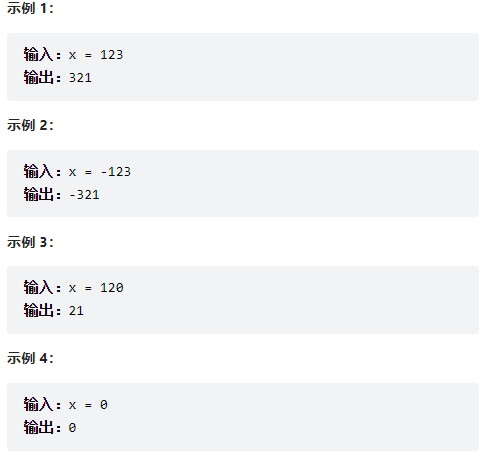 示例 1：
输入：x = 123
输出：321
示例 2：
输入：x = -123
输出：-321
示例 3：
输入：x = 120
输出：21
示例 4：
输入：x = 0
输出：0